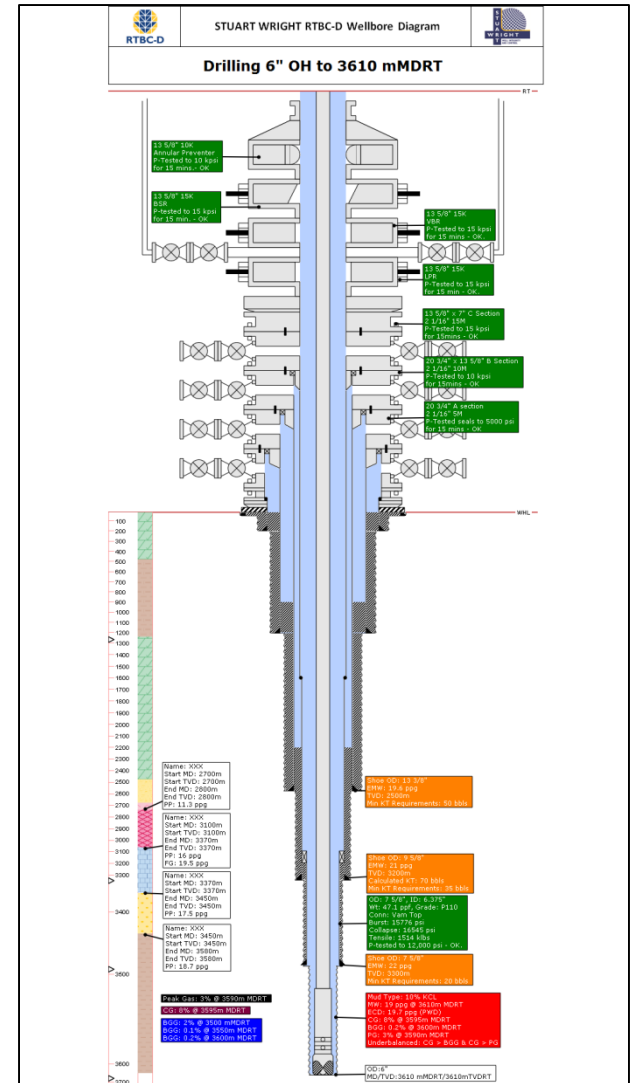 RTBC-D
STUART WRIGHT RTBC-D Wellbore Diagram
STUART
WRIGHT
Drilling 6" OH to 3610 mMDRT
RT
13 5/8" 10K
Annular Preventer
P-Tested to 10 kpsi
for 15 mins.- OK
13 5/8" 15K
BSR
P-tested to 15 kpsi
for 15 min. - OK
13 5/8" 15K
VBR
P-Tested to 15 kpsi
for 15 mins - OK.
13 5/8" 15K
LPR
P-Tested to 15 kpsi
for 15 min - OK.
13 5/8" x 7" C Section
2 1/16" 15M
P-Tested to 15 kpsi
for 15mins - OK
20 3/4" x 13 5/8" B Section
2 1/16" 10M
P-Tested to 10 kpsi
for 15mins - OK
20 3/4" A section
2 1/16" 5M
P-Tested seals to 5000 psi
for 15 mins - OK
WHL
100
200
300
400
500
600
700
800
900
1000
1100
1200
1300
1400
1500
1600
1700
1800
1900
2000
2100
2200
2300
2400
2500
2600
2700
2800
2900
3000
3100
3200
3300
3400
3600
3600
3700
Name: XXX
Start MD: 2700m
Start TVD: 2700m
End MD: 2800m
End TVD: 2800m
PP: 11.3 ppg
Name: XXX
Start MD: 3100m
Start TVD: 3100m
End MD: 3370m
End TVD: 3370m
PP: 16 ppg
FG: 19.5 ppg
Name: XXX
Start MD: 3370m
Start TVD: 3370m
End MD: 3450m
End TVD: 3450m
PP: 17.5 ppg
Name: XXX
Start MD: 3450m
Start TVD: 3450m
End MD: 3580m
End TVD: 3580m
PP: 18.7 ppg
Shoe OD: 13 3/8"
EMW: 19.6 ppg
TVD: 2500m
Min KT Requirements: 50 bbls
Shoe OD: 9 5/8"
EMW: 21 ppg
TVD: 3200m
Calculated KT: 70 bbls
Min KT Requirements: 35 bbls
OD: 7 5/8", ID: 6.375"
Wt: 47.1 ppf, Grade: P110
Conn: Vam Top
Burst: 15776 psi
Collapse: 16545 psi
Tensile: 1514 klbs
P-tested to 12,000 psi - OK.
Shoe OD: 7 5/8"
EMW: 22 ppg
TVD: 3500m
Min KT Requirements: 20 bbls
Peak Gas: 3% @ 3590m MDRT
CG: 8% @ 3595m MDRT
BGG: 2% @ 3500 mMDRT
BGG: 0.1% @ 3550m MDRT
BGG: 0.2% @ 3600m MDRT
Mud Type: 10% KCL
MW: 19 ppg @ 3610m MDRT
ECD: 19.7 ppg (PWD)
CG: 8% @ 3595m MDRT
BGG: 0.2% @ 3600m MDRT
PG: 3% @ 3590m MDRT
Underbalanced: CG > BGG & CG > PG
OD:6"
MD/TVD:3610 mMDRT/3610mTVDRT